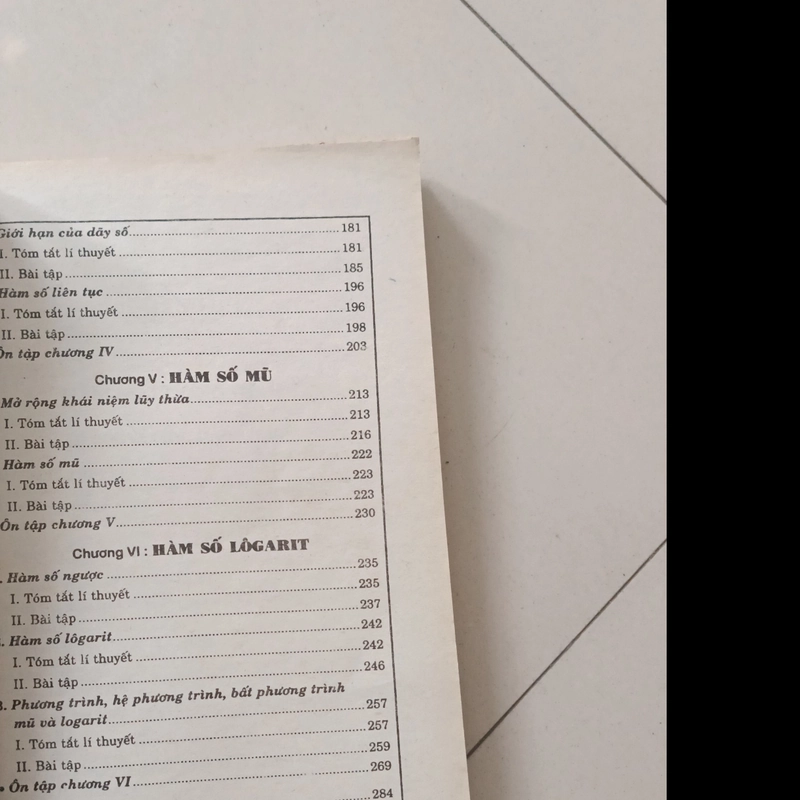 Giới hạn của dãy số.....181
I. Tóm tắt lí thuyết.....181
II. Bài tập.....185
Hàm số liên tục.....196
I. Tóm tắt lí thuyết.....196
II. Bài tập.....198
Ôn tập chương IV.....203
Chương V : HÀM SỐ MŨ
Mở rộng khái niệm lũy thừa.....213
I. Tóm tắt lí thuyết.....213
II. Bài tập.....216
Hàm số mũ.....222
I. Tóm tắt lí thuyết.....223
II. Bài tập.....223
Ôn tập chương V.....230
Chương VI : HÀM SỐ LÔGARIT
. Hàm số ngược.....235
I. Tóm tắt lí thuyết.....235
II. Bài tập.....237
. Hàm số lôgarit.....242
I. Tóm tắt lí thuyết.....242
II. Bài tập.....246
3. Phương trình, hệ phương trình, bất phương trình
mũ và logarit.....257
I. Tóm tắt lí thuyết.....257
II. Bài tập.....259
• Ôn tập chương VI.....269
284